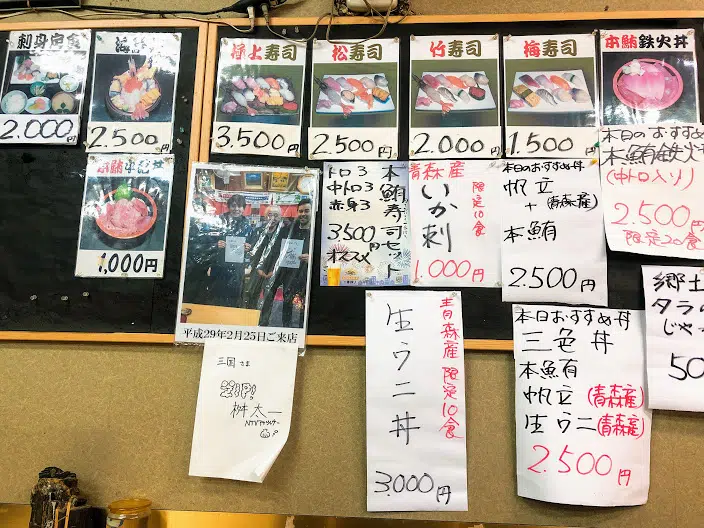 刺身定食
2.000円
海鮮丼
2.500円
特上寿司
3.500円
松寿司
2.500円
竹寿司
2.000円
梅寿司
1.500円
本鮪鉄火丼
本鮪中鉢丼
1,000円
平成29年2月25日ご来店
三国さま
ZIP!
桝太一
NTVアナウンサー
本鮪寿司セット
トロ3
中トロ3
赤身3
3500円
オススメ
青森産
限定10食
いか刺
1.000円
本日のおすすめ丼
帆立
+(青森産)
本鮪
2.500円
本日のおすすめ
本鮪鉄火
(中トロ入り)
2.500円
限定20食
青森産 限定10食
生ウニ丼
3.000円
本日おすすめ丼
三色丼
本鮪
帆立(青森産)
生ウニ(青森産)
2.500円
郷土
タラの
じゃっ
50